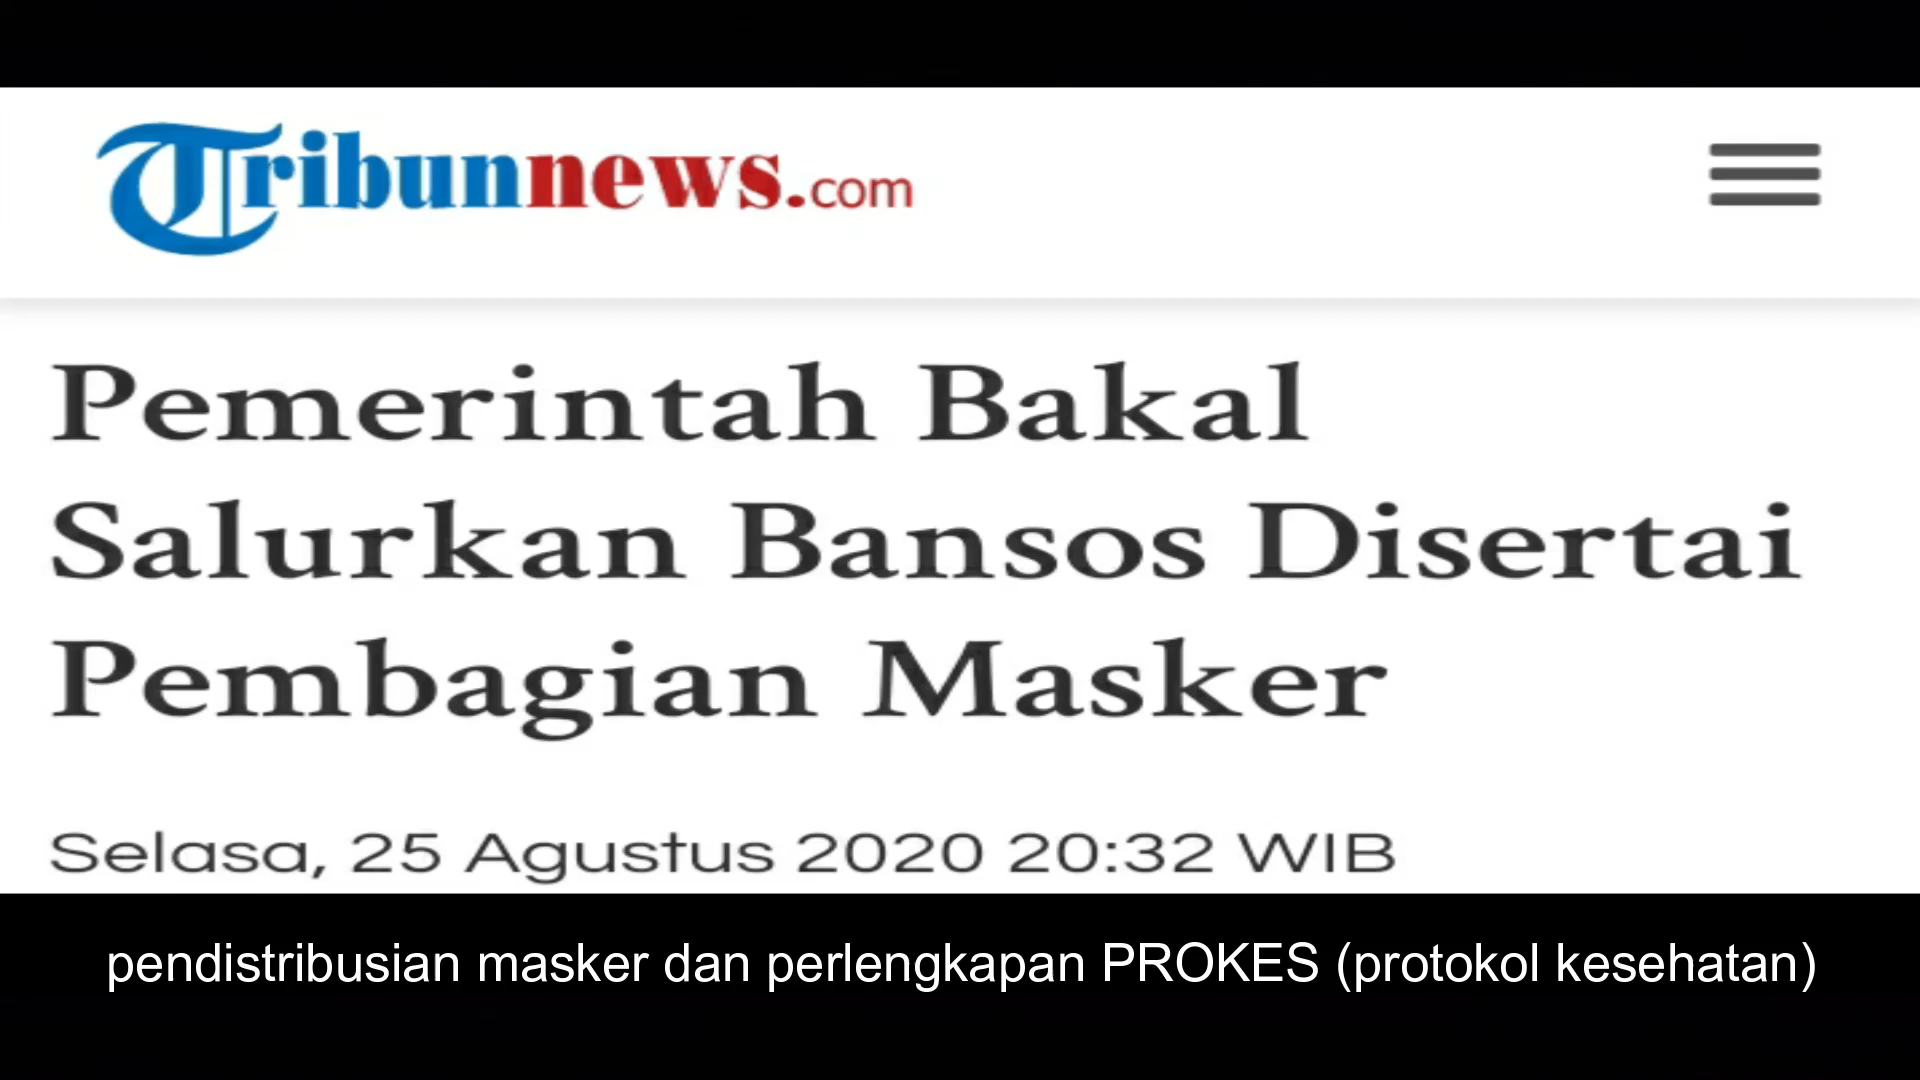 Tribunnews.com
Pemerintah Bakal
Salurkan Bansos Disertai
Pembagian Masker
Selasa, 25 Agustus 2020 20:32 WIB
pendistribusian masker dan perlengkapan PROKES (protokol kesehatan)